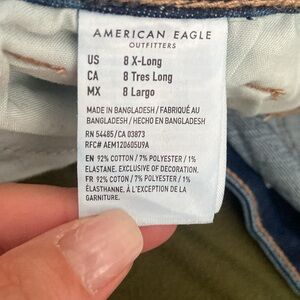 AMERICAN EAGLE
OUTFITTERS
US 8 X-Long
CA 8 Tres Long
MX 8 Largo
MADE IN BANGLADESH / FABRIQUÉ AU
BANGLADESH / HECHO EN BANGLADESH
RN 54485/CA 03873
RFC# AEM120605U9A
EN 92% COTTON / 7% POLYESTER / 1%
ELASTANE. EXCLUSIVE OF DECORATION.
FR 92% COTON / 7% POLYESTER / 1%
ÉLASTHANNE. À L'EXCEPTION DE LA
GARNITURE.